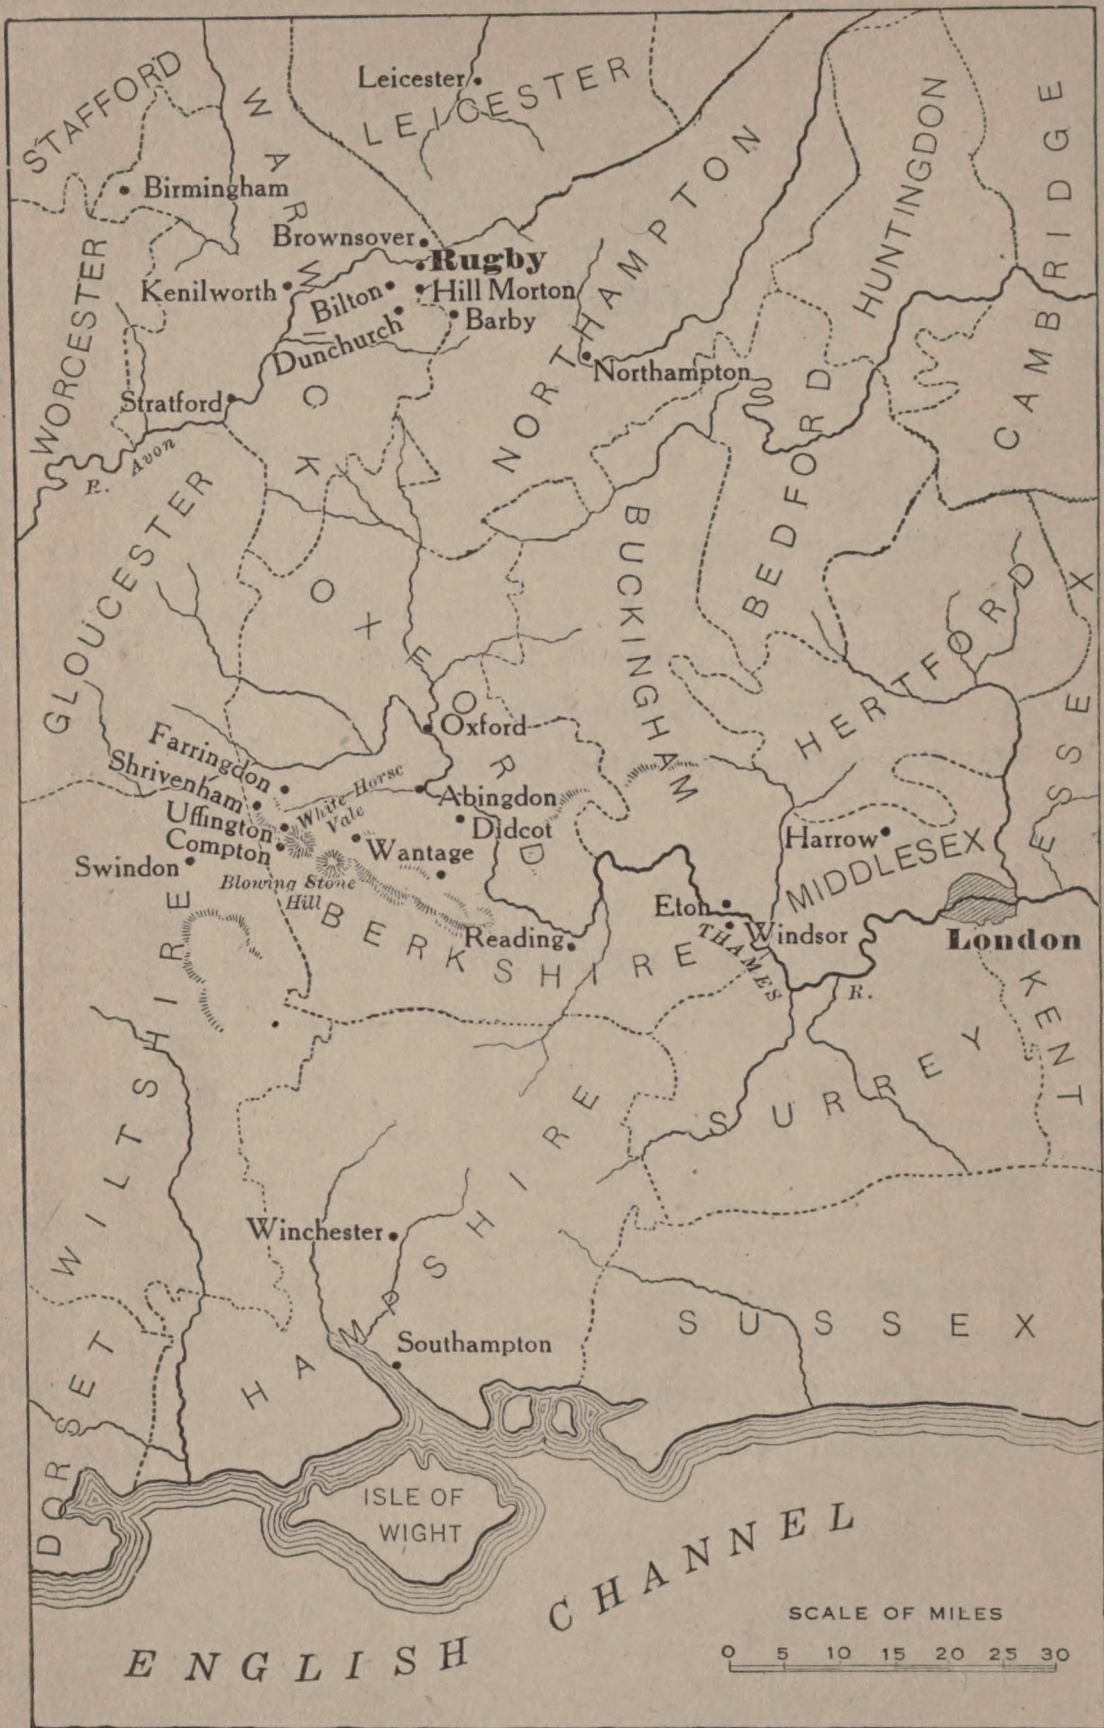 STAFFORD
WARWICK
Leicester
LEICESTER
HUNTINGDON
CAMBRIDGE
Birmingham
NORTHAMPTON
Brownsover
Rugby
WORCESTER
Kenilworth
Bilton
Hill Morton
Dunchurch
Barby
Northampton
Stratford
R. Avon
BEDFORD
GLOUCESTER
BUCKINGHAM
OXFORD
HERTFORD
ESSEX
Oxford
Farringdon
Shrivenham
Uffington
Compton
White Horse
Vale
Abingdon
Didcot
Wantage
Swindon
Blowing Stone
Hill
Harrow
MIDDLESEX
BERKSHIRE
Eton
Reading
Windsor
London
THAMES R.
KENT
WILTSHIRE
SURREY
HAMPSHIRE
Winchester
SUSSEX
Southampton
DORSET
ISLE OF
WIGHT
ENGLISH CHANNEL
SCALE OF MILES
0 5 10 15 20 25 30